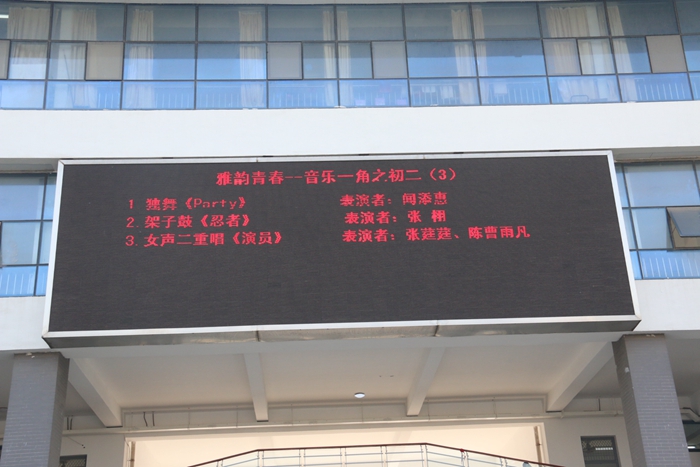 雅韵青春--音乐一角之初二（3）
1 独舞《Party》 表演者：闻添惠
2. 架子鼓《忍者》 表演者：张 栩
3. 女声二重唱《演员》 表演者：张莛莛、陈曹雨凡